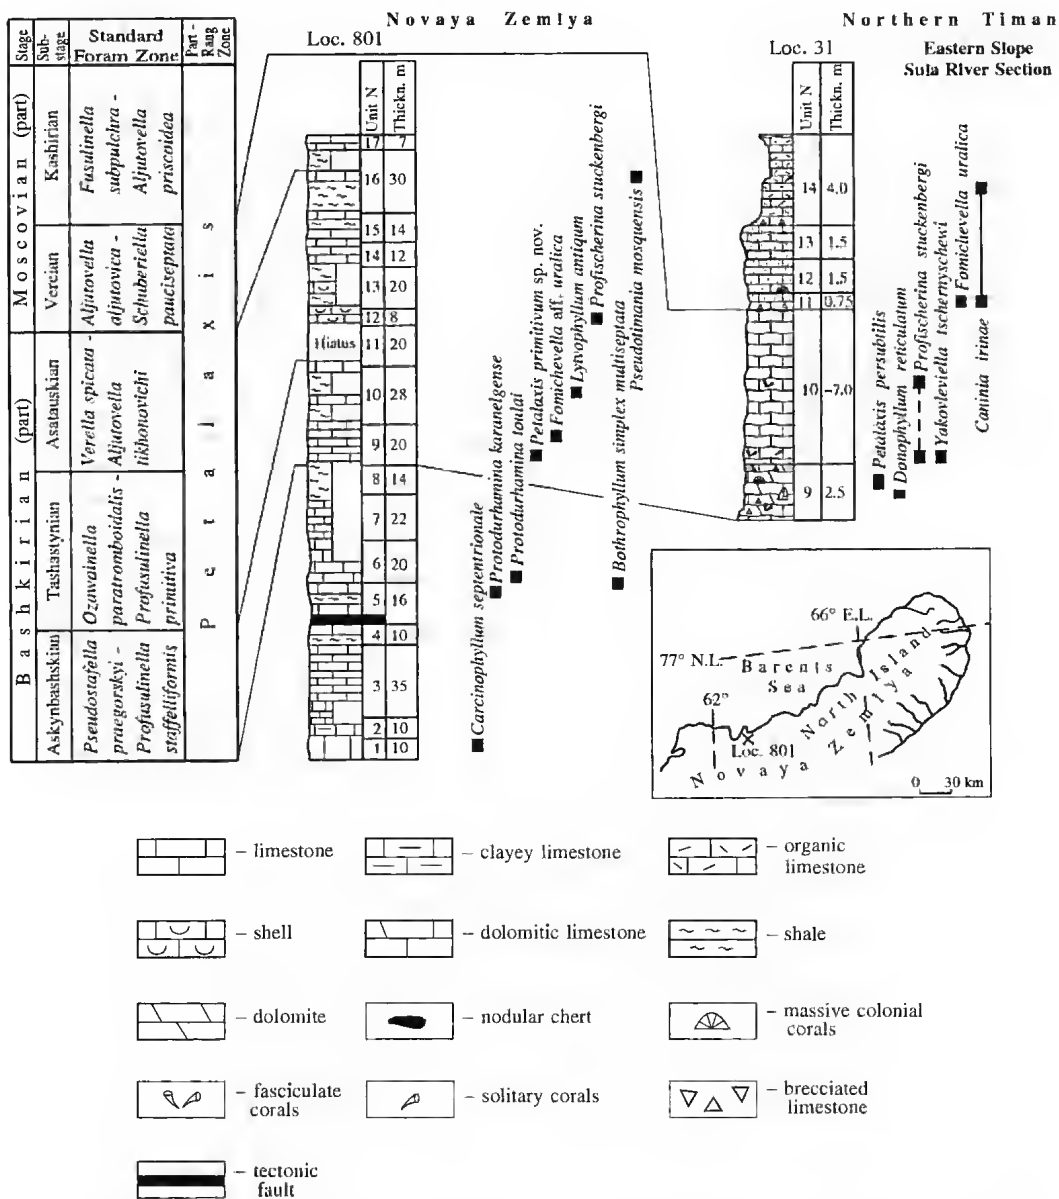 Novaya Zemlya
Northern Timan
Loc. 801
Loc. 31
Eastern Slope
Sula River Section
Stage
Sub-
stage
Standard
Foram Zone
Part -
Rang
Zone
Moscovian (part)
Bashkirian (part)
Kashirian
Vereian
Asatauskian
Tashastynian
Askynbashskian
Fusulinella
subpulchra -
Aljutovella
priscoidea
Aljutovella
aljutovica -
Schuberiella
pauciseptata
Verella spicata -
Aljutovella
tikhonovichi
Ozawainella
paratromboidalis -
Profusulinella
primitiva
Pseudostafella
praegorskyi -
Profusulinella
staffelliformis
Petalaxis
Unit N
Thickn. m
17 7
16 30
15 14
14 12
13 20
12 8
Hiatus 11 20
10 28
9 20
8 14
7 22
6 20
5 16
4 10
3 35
2 10
1 10
Carcinophyllum septentrionale
Protodurhamina karanelgense
Protodurhamina toulai
Petalaxis primitivum sp. nov.
Fomichevella aff. uralica
Lytvophyllum antiqum
Profischerina stuckenbergi
Bothrophyllum simplex multiseptata
Pseudotimania mosquensis
Unit N
Thickn. m
14 4.0
13 1.5
12 1.5
11 0.75
10 -7.0
9 2.5
Petalaxis persubtilis
Donophyllum reticulatum
Profischerina stuckenbergi
Yakovleviella tschernyschewi
Fomichevella uralica
Caninia irinae
66° E.L.
77° N.L.
Barents
Sea
62°
Loc. 801
North Island
Novaya Zemlya
0 30 km
– limestone
– clayey limestone
– organic
limestone
– shell
– dolomitic limestone
– shale
– dolomite
– nodular chert
– massive colonial
corals
– fasciculate
corals
– solitary corals
– brecciated
limestone
– tectonic
fault